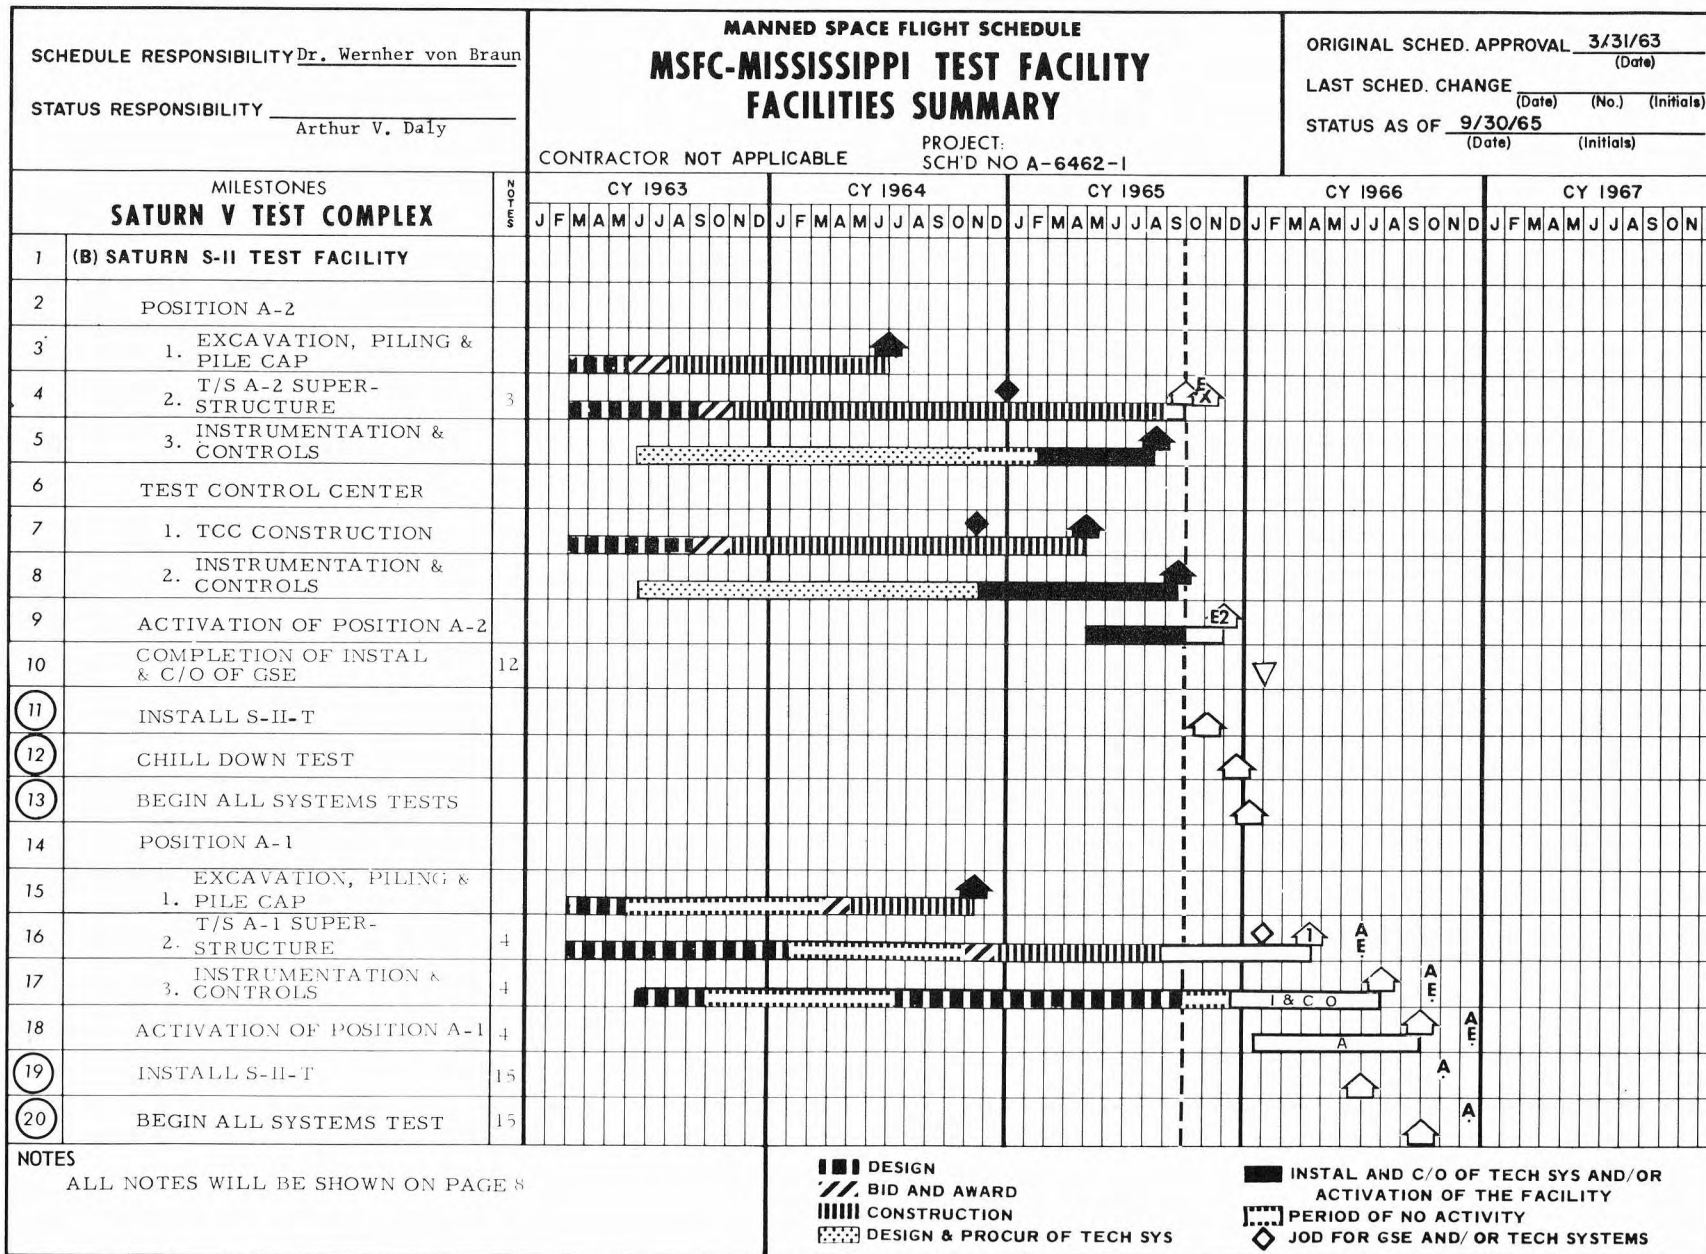 SCHEDULE RESPONSIBILITY Dr. Wernher von Braun
STATUS RESPONSIBILITY
Arthur V. Daly
MANNED SPACE FLIGHT SCHEDULE
MSFC-MISSISSIPPI TEST FACILITY
FACILITIES SUMMARY
CONTRACTOR NOT APPLICABLE
PROJECT:
SCH'D NO A-6462-1
ORIGINAL SCHED. APPROVAL 3/31/63
(Date)
LAST SCHED. CHANGE
(Date) (No.) (Initials)
STATUS AS OF 9/30/65
(Date) (Initials)
MILESTONES
SATURN V TEST COMPLEX
NOTES
CY 1963 CY 1964 CY 1965 CY 1966 CY 1967
J F M A M J J A S O N D J F M A M J J A S O N D J F M A M J J A S O N D J F M A M J J A S O N D J F M A M J J A S O N
1 (B) SATURN S-II TEST FACILITY
2 POSITION A-2
3 1. EXCAVATION, PILING &
PILE CAP
4 2. T/S A-2 SUPER-
STRUCTURE 3 E X
5 3. INSTRUMENTATION &
CONTROLS
6 TEST CONTROL CENTER
7 1. TCC CONSTRUCTION
8 2. INSTRUMENTATION &
CONTROLS
9 ACTIVATION OF POSITION A-2 E2
10 COMPLETION OF INSTAL
& C/O OF GSE 12
11 INSTALL S-II-T
12 CHILL DOWN TEST
13 BEGIN ALL SYSTEMS TESTS
14 POSITION A-1
15 1. EXCAVATION, PILING &
PILE CAP
16 2. T/S A-1 SUPER-
STRUCTURE 4 1 A E
17 3. INSTRUMENTATION &
CONTROLS 4 I & C O A E
18 ACTIVATION OF POSITION A-1 4 A A E
19 INSTALL S-II-T 15 A
20 BEGIN ALL SYSTEMS TEST 15 A
NOTES
ALL NOTES WILL BE SHOWN ON PAGE 8
DESIGN
BID AND AWARD
CONSTRUCTION
DESIGN & PROCUR OF TECH SYS
INSTAL AND C/O OF TECH SYS AND/OR
ACTIVATION OF THE FACILITY
PERIOD OF NO ACTIVITY
JOD FOR GSE AND/OR TECH SYSTEMS